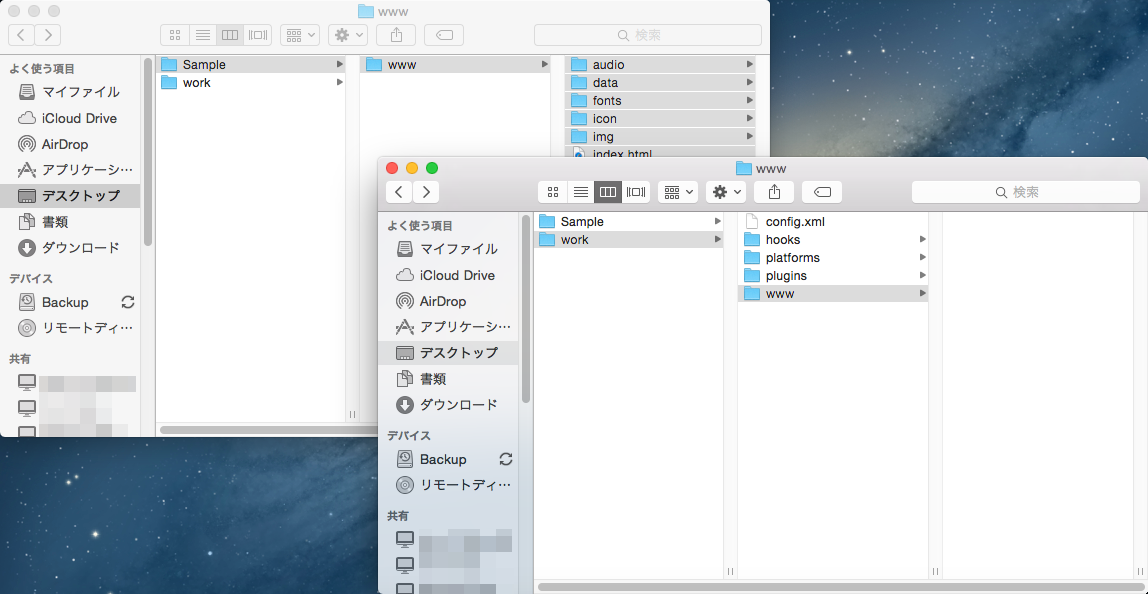 www
検索
よく使う項目
マイファイル
iCloud Drive
AirDrop
アプリケーシ…
デスクトップ
書類
ダウンロード
デバイス
Backup
リモートディ…
共有
Sample
work
www
audio
data
fonts
icon
img
index.html
www
検索
よく使う項目
マイファイル
iCloud Drive
AirDrop
アプリケーシ…
デスクトップ
書類
ダウンロード
デバイス
Backup
リモートディ…
共有
Sample
work
config.xml
hooks
platforms
plugins
www